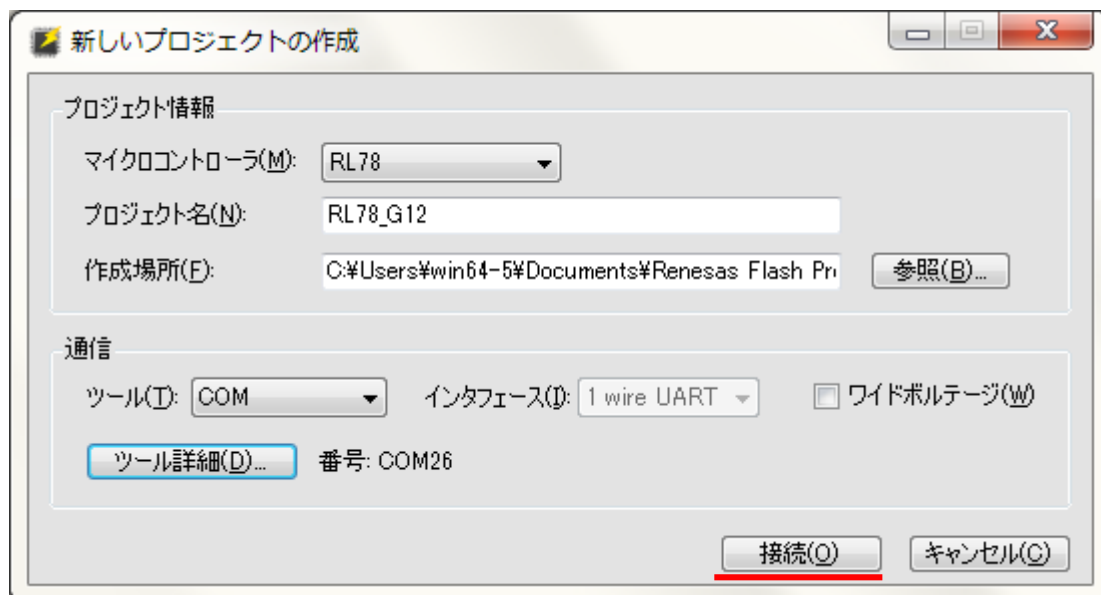 新しいプロジェクトの作成
プロジェクト情報
マイクロコントローラ(M): RL78
プロジェクト名(N): RL78_G12
作成場所(F): C:¥Users¥win64-5¥Documents¥Renesas Flash Pr 参照(B)...
通信
ツール(T): COM インタフェース(I): 1 wire UART ワイドボルテージ(W)
ツール詳細(D)... 番号: COM26
接続(O) キャンセル(C)